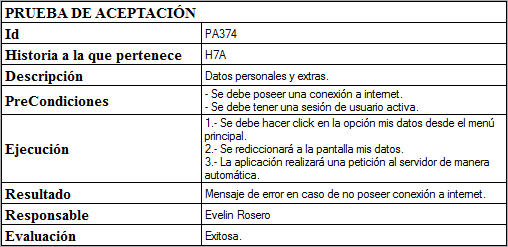 PRUEBA DE ACEPTACIÓN
Id PA374
Historia a la que pertenece H7A
Descripción Datos personales y extras.
PreCondiciones - Se debe poseer una conexión a internet.
- Se debe tener una sesión de usuario activa.
Ejecución 1.- Se debe hacer click en la opción mis datos desde el menú
principal.
2.- Se rediccionará a la pantalla mis datos.
3.- La aplicación realizará una petición al servidor de manera
automática.
Resultado Mensaje de error en caso de no poseer conexión a internet.
Responsable Evelin Rosero
Evaluación Exitosa.